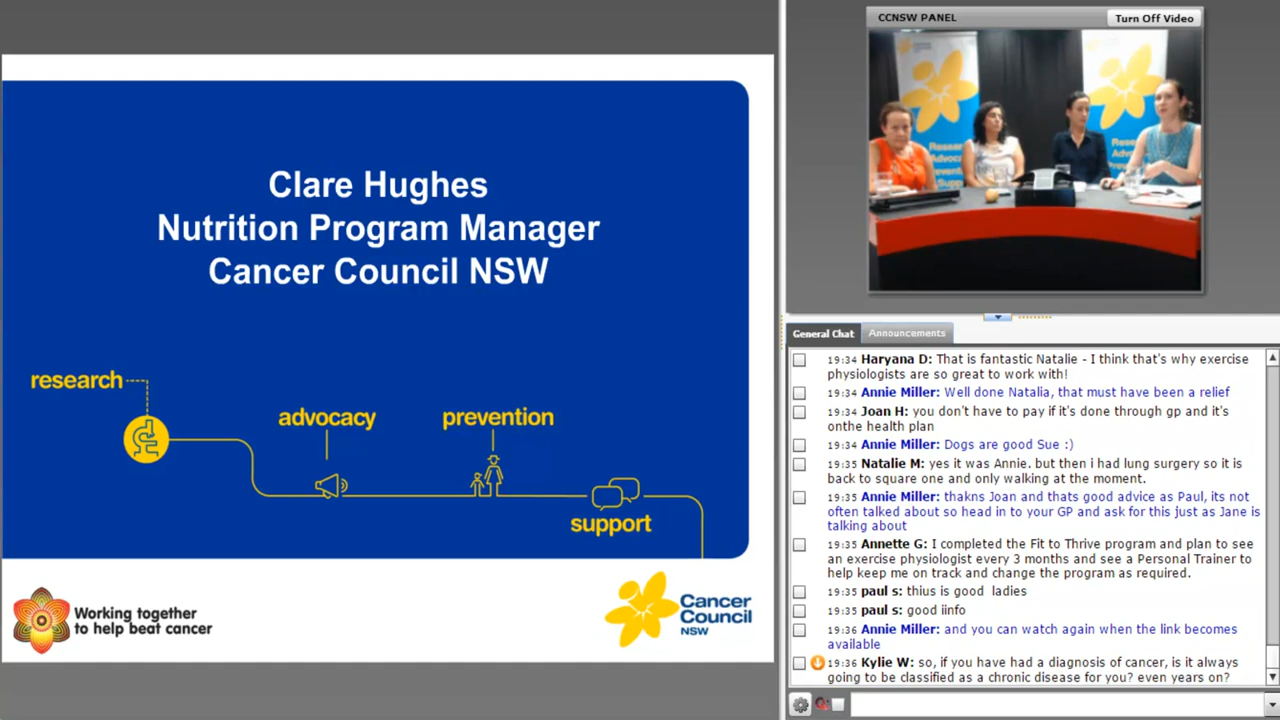 Clare Hughes
Nutrition Program Manager
Cancer Council NSW
research
advocacy
prevention
support
Working together
to help beat cancer
Cancer
Council
NSW
CCNSW PANEL
Turn Off Video
General Chat
Announcements
19:34 Haryana D: That is fantastic Natalie - I think that's why exercise
physiologists are so great to work with!
19:34 Annie Miller: Well done Natalia, that must have been a relief
19:34 Joan H: you don't have to pay if it's done through gp and it's
onthe health plan
19:34 Annie Miller: Dogs are good Sue :)
19:35 Natalie M: yes it was Annie. but then i had lung surgery so it is
back to square one and only walking at the moment.
19:35 Annie Miller: thakns Joan and thats good advice as Paul, its not
often talked about so head in to your GP and ask for this just as Jane is
talking about
19:35 Annette G: I completed the Fit to Thrive program and plan to see
an exercise physiologist every 3 months and see a Personal Trainer to
help keep me on track and change the program as required.
19:35 paul s: thius is good ladies
19:35 paul s: good iinfo
19:36 Annie Miller: and you can watch again when the link becomes
available
19:36 Kylie W: so, if you have had a diagnosis of cancer, is it always
going to be classified as a chronic disease for you? even years on?